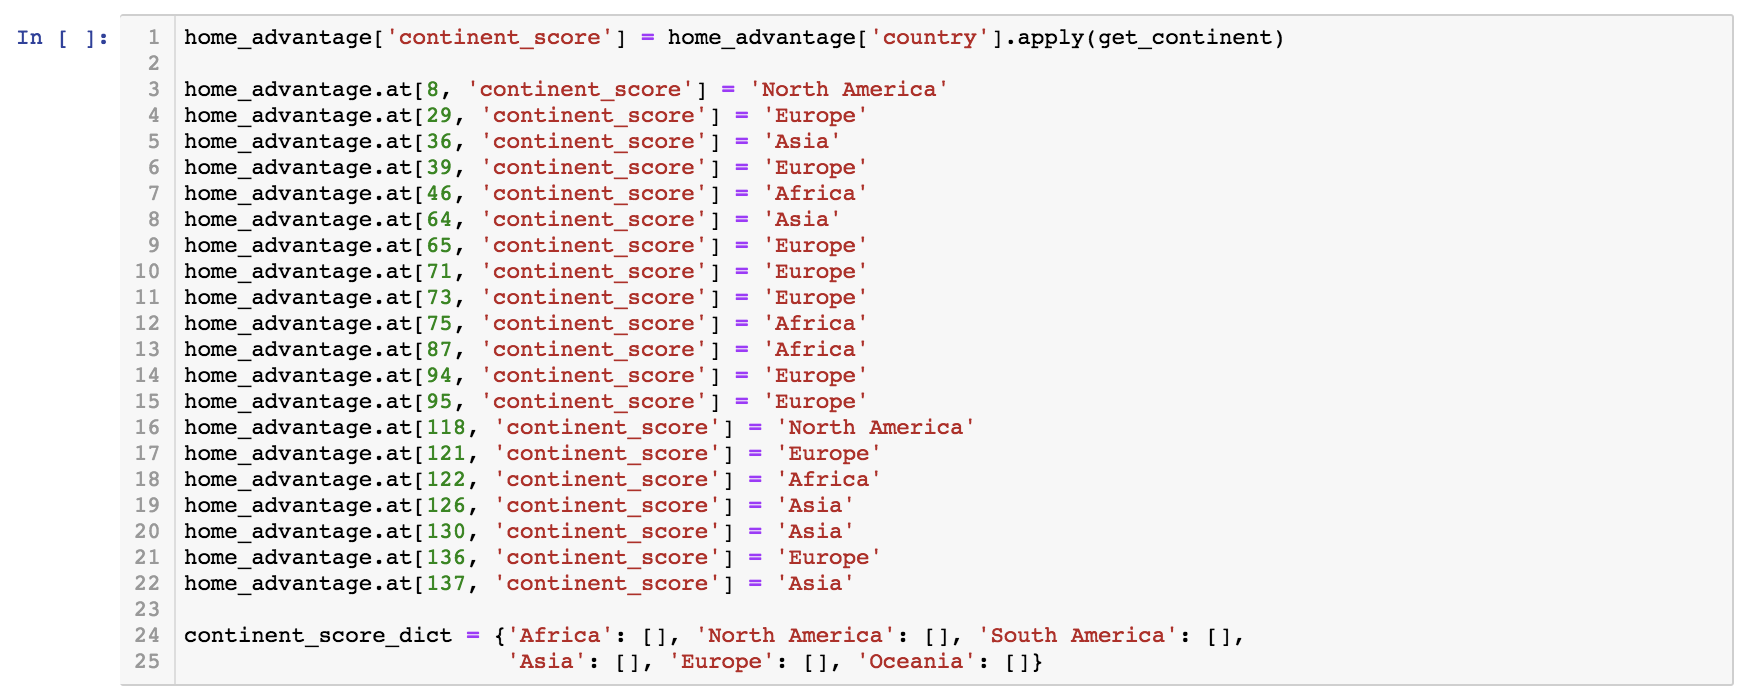 In [ ]:
1 home_advantage['continent_score'] = home_advantage['country'].apply(get_continent)
2
3 home_advantage.at[8, 'continent_score'] = 'North America'
4 home_advantage.at[29, 'continent_score'] = 'Europe'
5 home_advantage.at[36, 'continent_score'] = 'Asia'
6 home_advantage.at[39, 'continent_score'] = 'Europe'
7 home_advantage.at[46, 'continent_score'] = 'Africa'
8 home_advantage.at[64, 'continent_score'] = 'Asia'
9 home_advantage.at[65, 'continent_score'] = 'Europe'
10 home_advantage.at[71, 'continent_score'] = 'Europe'
11 home_advantage.at[73, 'continent_score'] = 'Europe'
12 home_advantage.at[75, 'continent_score'] = 'Africa'
13 home_advantage.at[87, 'continent_score'] = 'Africa'
14 home_advantage.at[94, 'continent_score'] = 'Europe'
15 home_advantage.at[95, 'continent_score'] = 'Europe'
16 home_advantage.at[118, 'continent_score'] = 'North America'
17 home_advantage.at[121, 'continent_score'] = 'Europe'
18 home_advantage.at[122, 'continent_score'] = 'Africa'
19 home_advantage.at[126, 'continent_score'] = 'Asia'
20 home_advantage.at[130, 'continent_score'] = 'Asia'
21 home_advantage.at[136, 'continent_score'] = 'Europe'
22 home_advantage.at[137, 'continent_score'] = 'Asia'
23
24 continent_score_dict = {'Africa': [], 'North America': [], 'South America': [],
25                         'Asia': [], 'Europe': [], 'Oceania': []}